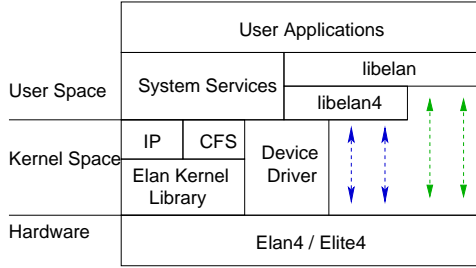 User Applications
System Services
libelan
User Space
libelan4
IP
CFS
Device
Driver
Kernel Space
Elan Kernel
Library
Hardware
Elan4 / Elite4